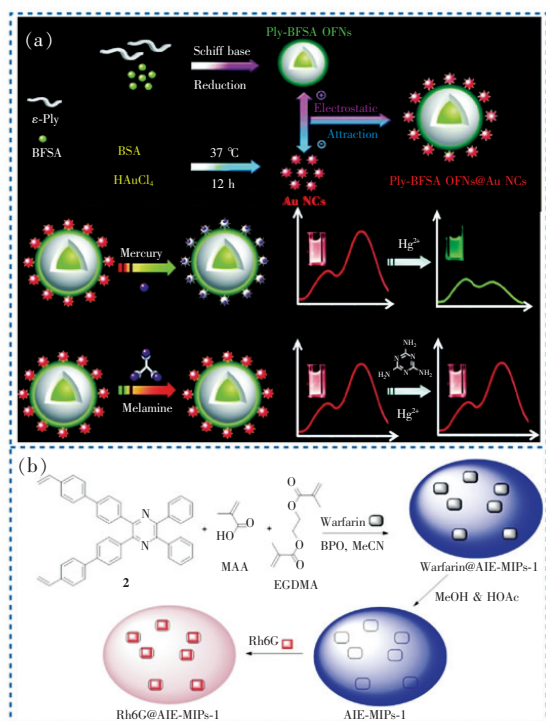 (a)
Ply-BFSA OFNs
Schiff base
Reduction
ε-Ply
BFSA
BSA
HAuCl₄
37 ℃
12 h
⊕
Electrostatic
Attraction
⊖
Au NCs
Ply-BFSA OFNs@Au NCs
Mercury
Hg²⁺
Melamine
NH₂
H₂N
NH₂
Hg²⁺
(b)
N
N
2
+
HO
O
MAA
+
O
O
O
O
EGDMA
Warfarin
BPO, MeCN
Warfarin@AIE-MIPs-1
MeOH & HOAc
AIE-MIPs-1
Rh6G
Rh6G@AIE-MIPs-1